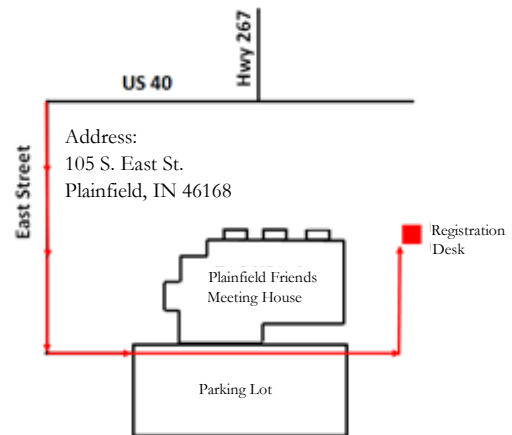 Hwy 267
US 40
Address:
105 S. East St.
Plainfield, IN 46168
East Street
Registration
Desk
Plainfield Friends
Meeting House
Parking Lot